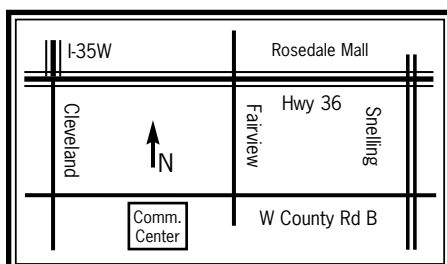 I-35W
Rosedale Mall
Hwy 36
Cleveland
Fairview
Snelling
N
Comm.
Center
W County Rd B